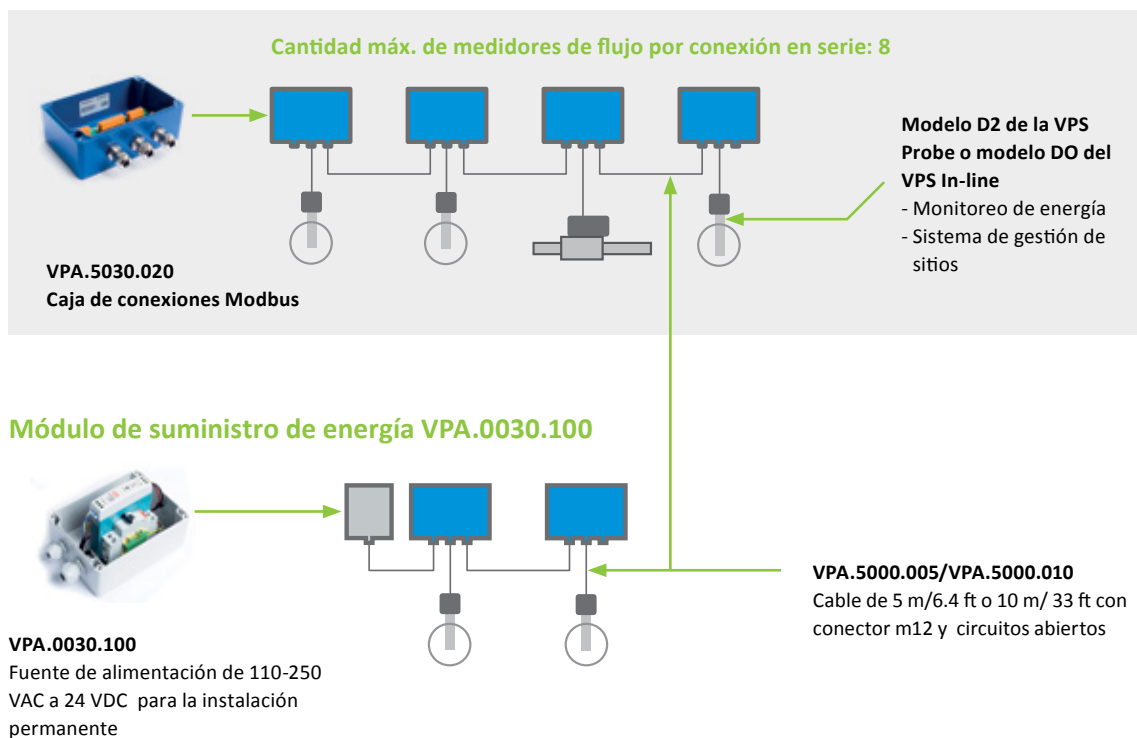 Cantidad máx. de medidores de flujo por conexión en serie: 8
Modelo D2 de la VPS
Probe o modelo DO del
VPS In-line
- Monitoreo de energía
- Sistema de gestión de
sitios
VPA.5030.020
Caja de conexiones Modbus
Módulo de suministro de energía VPA.0030.100
VPA.5000.005/VPA.5000.010
Cable de 5 m/6.4 ft o 10 m/ 33 ft con
conector m12 y circuitos abiertos
VPA.0030.100
Fuente de alimentación de 110-250
VAC a 24 VDC para la instalación
permanente